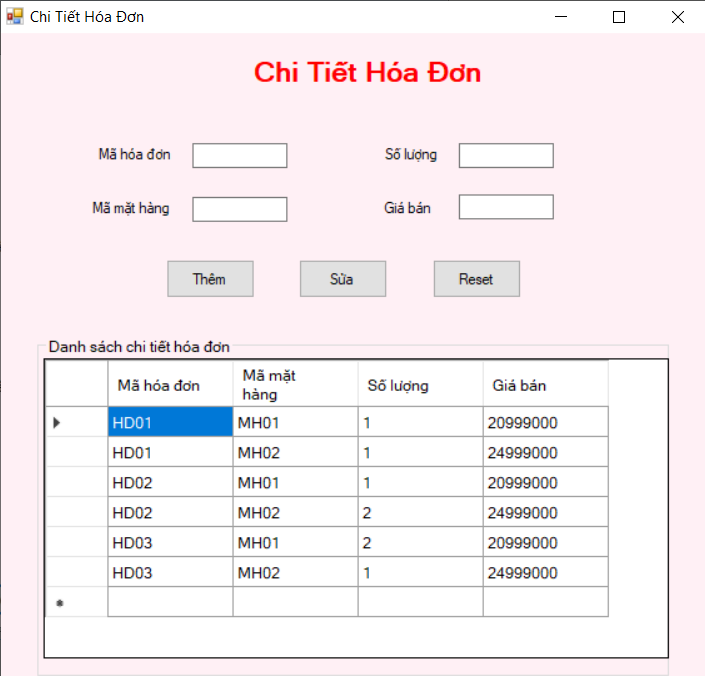 Chi Tiết Hóa Đơn
Chi Tiết Hóa Đơn
Mã hóa đơn Số lượng
Mã mặt hàng Giá bán
Thêm Sửa Reset
Danh sách chi tiết hóa đơn
Mã hóa đơn Mã mặt hàng Số lượng Giá bán
HD01 MH01 1 20999000
HD01 MH02 1 24999000
HD02 MH01 1 20999000
HD02 MH02 2 24999000
HD03 MH01 2 20999000
HD03 MH02 1 24999000